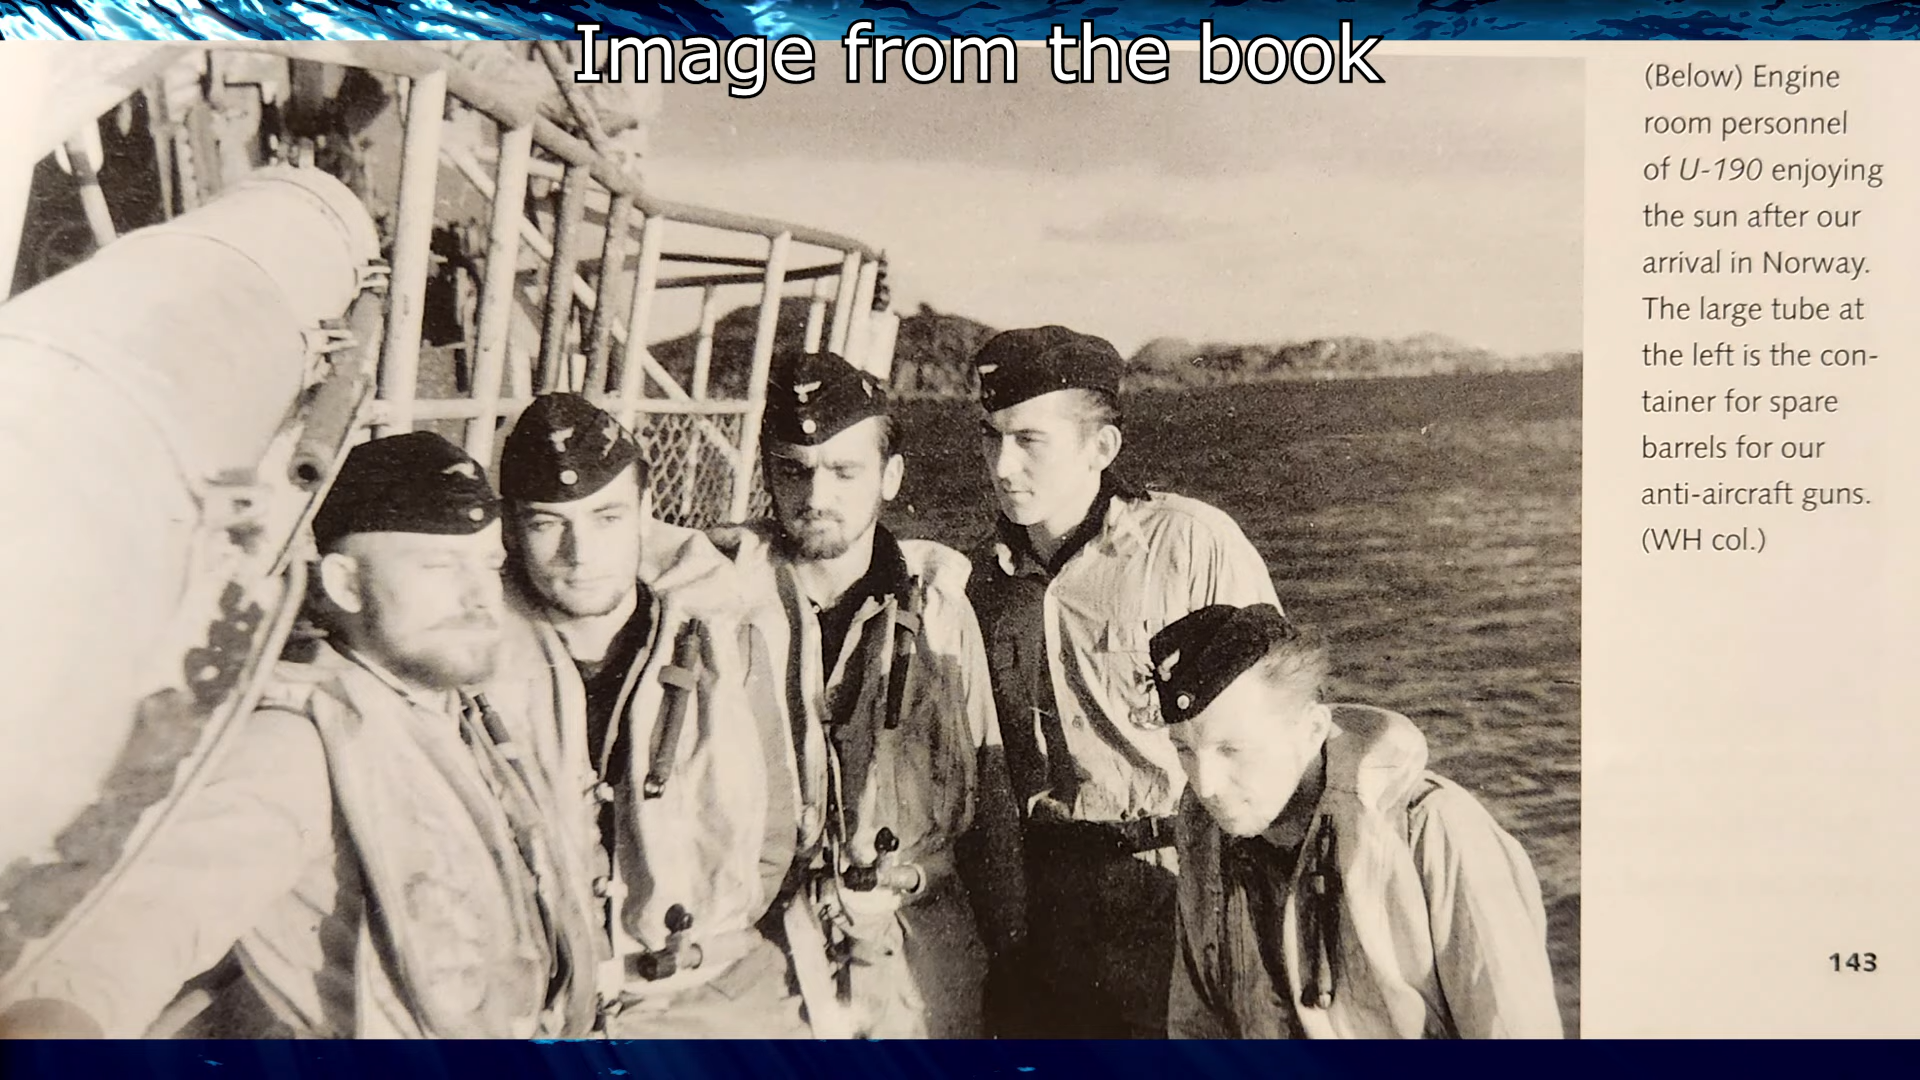 Image from the book
(Below) Engine
room personnel
of U-190 enjoying
the sun after our
arrival in Norway.
The large tube at
the left is the con-
tainer for spare
barrels for our
anti-aircraft guns.
(WH col.)
143